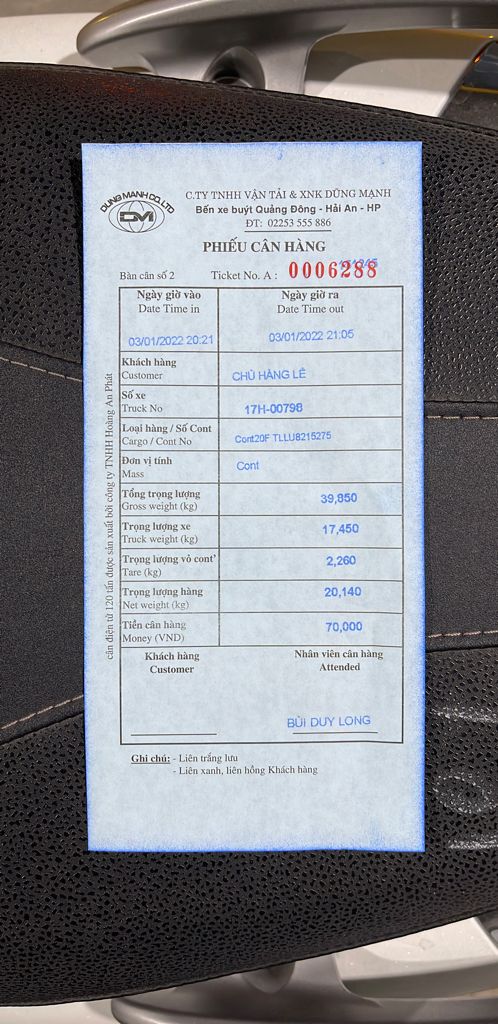 DUNG MANH CO.,LTD
DM
C.TY TNHH VẬN TẢI & XNK DŨNG MẠNH
Bến xe buýt Quảng Đông - Hải An - HP
ĐT: 02253 555 886
PHIẾU CÂN HÀNG
Bàn cân số 2 Ticket No. A : 0006288
Ngày giờ vào Ngày giờ ra
Date Time in Date Time out
03/01/2022 20:21 03/01/2022 21:05
Khách hàng
Customer CHỦ HÀNG LẺ
Số xe
Truck No 17H-00798
Loại hàng / Số Cont
Cargo / Cont No Cont20F TLLU8215275
Đơn vị tính
Mass Cont
Tổng trọng lượng
Gross weight (kg) 39,850
Trọng lượng xe
Truck weight (kg) 17,450
Trọng lượng vỏ cont'
Tare (kg) 2,260
Trọng lượng hàng
Net weight (kg) 20,140
Tiền cân hàng
Money (VND) 70,000
Khách hàng Nhân viên cân hàng
Customer Attended
BÙI DUY LONG
Ghi chú: - Liên trắng lưu
- Liên xanh, liên hồng Khách hàng
cân điện tử 120 tấn được sản xuất bởi công ty TNHH Hoàng An Phát